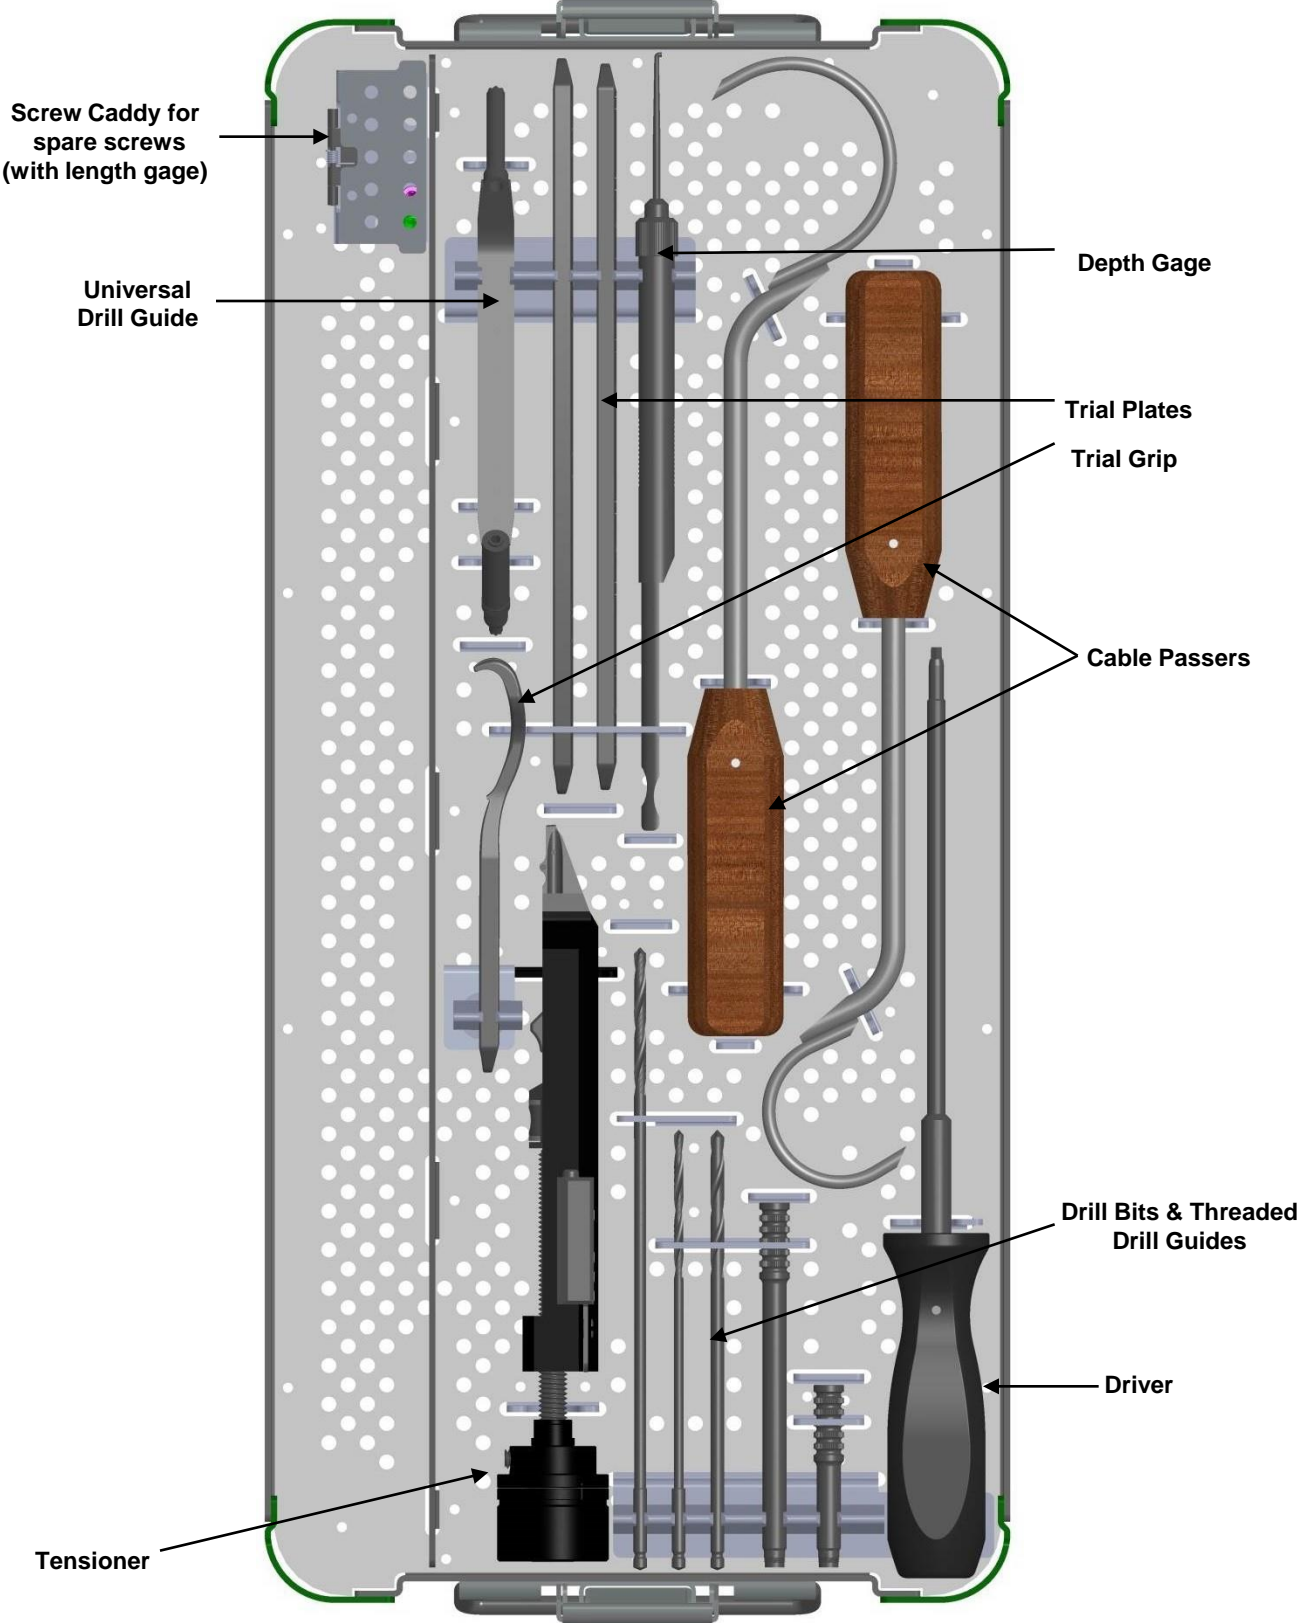 Screw Caddy for
spare screws
(with length gage)
Universal
Drill Guide
Depth Gage
Trial Plates
Trial Grip
Cable Passers
Drill Bits & Threaded
Drill Guides
Driver
Tensioner